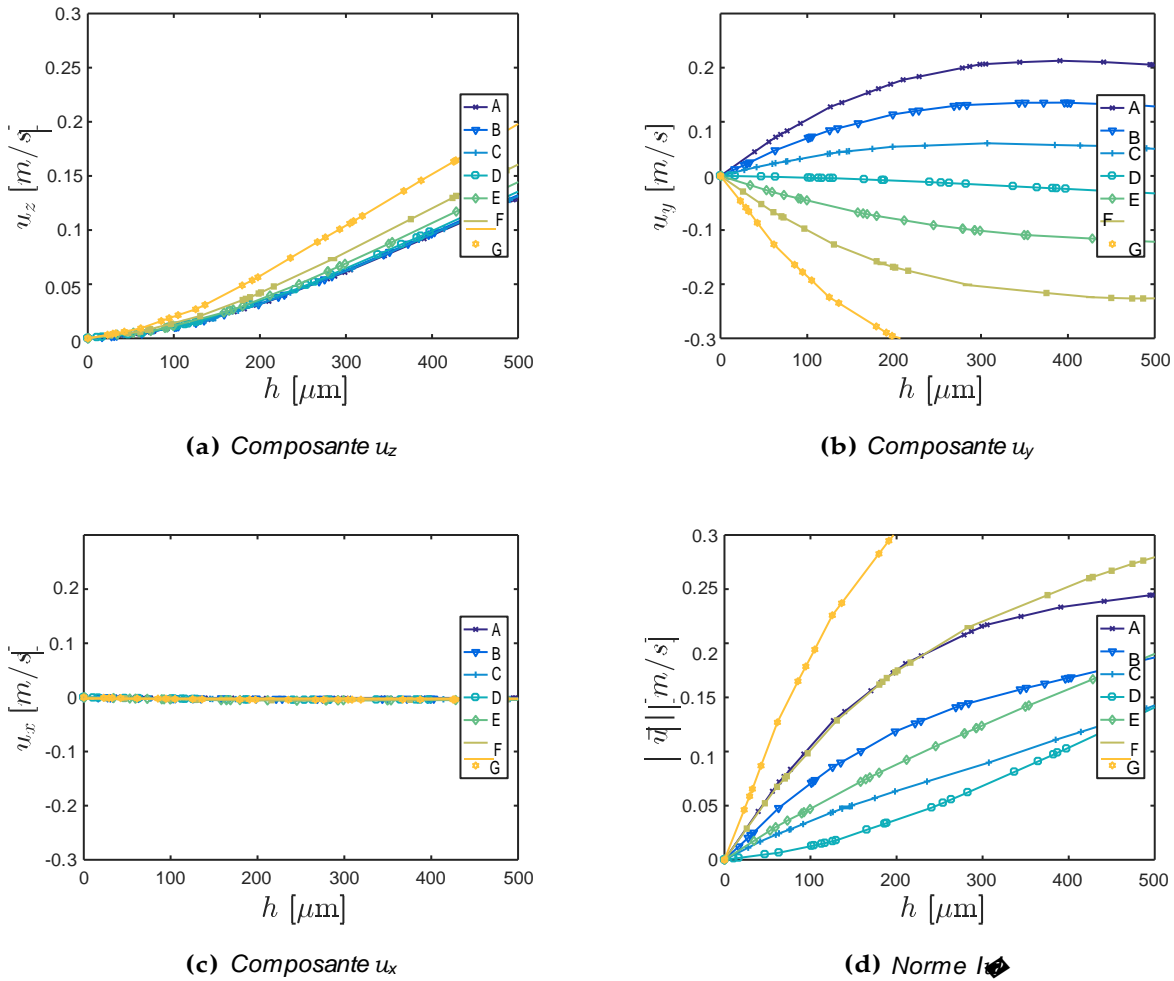 0.3
0.25
0.2
0.15
0.1
0.05
0
0 100 200 300 400 500
u_z [m/s]
h [μm]
A
B
C
D
E
F
G
(a) Composante u_z
0.2
0.1
0
-0.1
-0.2
-0.3
0 100 200 300 400 500
u_y [m/s]
h [μm]
A
B
C
D
E
F
G
(b) Composante u_y
0.2
0.1
0
-0.1
-0.2
-0.3
0 100 200 300 400 500
u_x [m/s]
h [μm]
A
B
C
D
E
F
G
(c) Composante u_x
0.3
0.25
0.2
0.15
0.1
0.05
0
0 100 200 300 400 500
||u|| [m/s]
h [μm]
A
B
C
D
E
F
G
(d) Norme